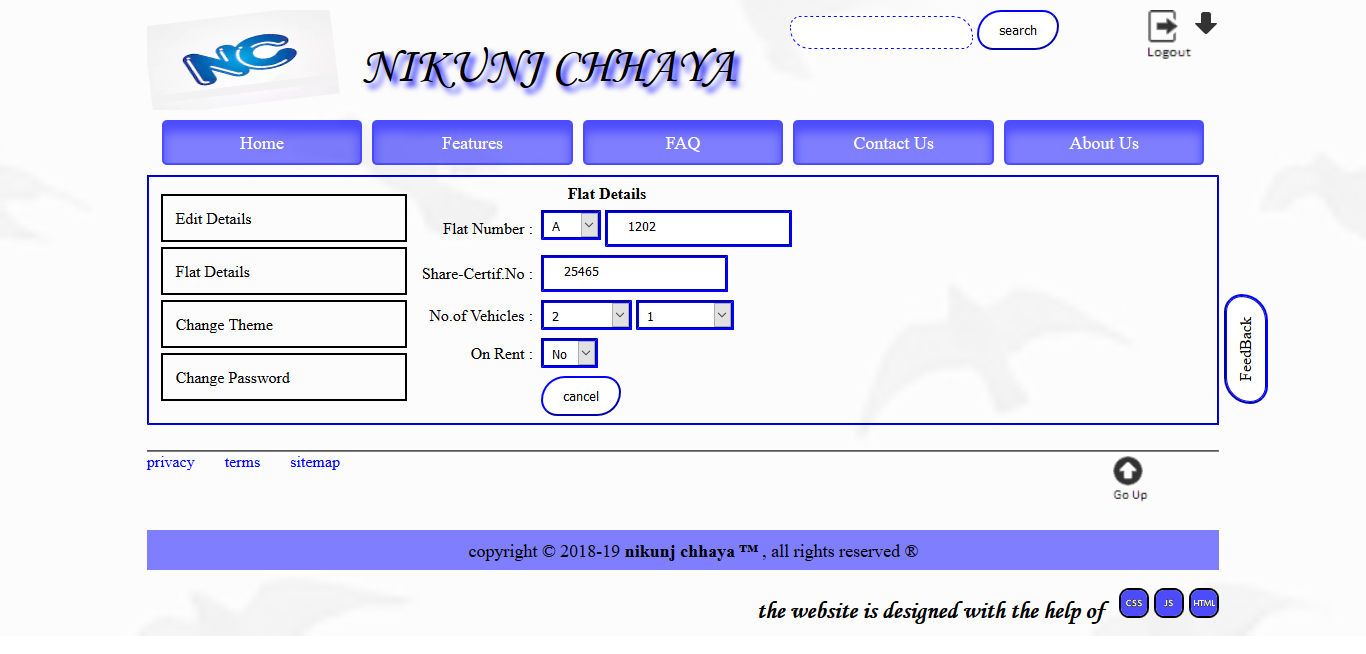 NC
NIKUNJ CHHAYA
search
Logout
Home Features FAQ Contact Us About Us
Edit Details
Flat Details
Change Theme
Change Password
Flat Details
Flat Number : A 1202
Share-Certif.No : 25465
No.of Vehicles : 2 1
On Rent : No
cancel
FeedBack
privacy terms sitemap
Go Up
copyright © 2018-19 nikunj chhaya ™ , all rights reserved ®
the website is designed with the help of CSS JS HTML